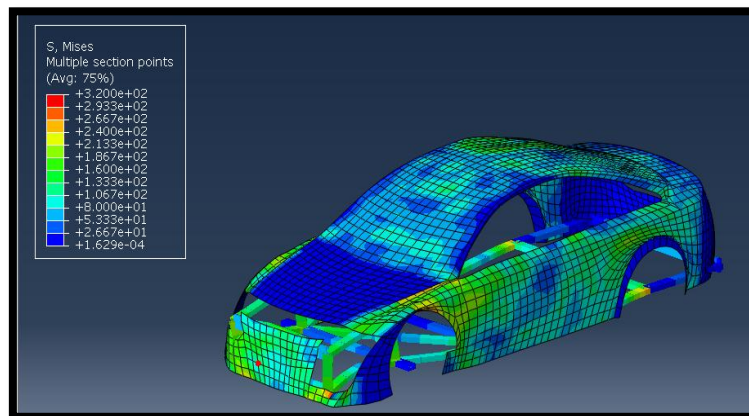 S, Mises
Multiple section points
(Avg: 75%)
+3.200e+02
+2.933e+02
+2.667e+02
+2.400e+02
+2.133e+02
+1.867e+02
+1.600e+02
+1.333e+02
+1.067e+02
+8.000e+01
+5.333e+01
+2.667e+01
+1.629e-04